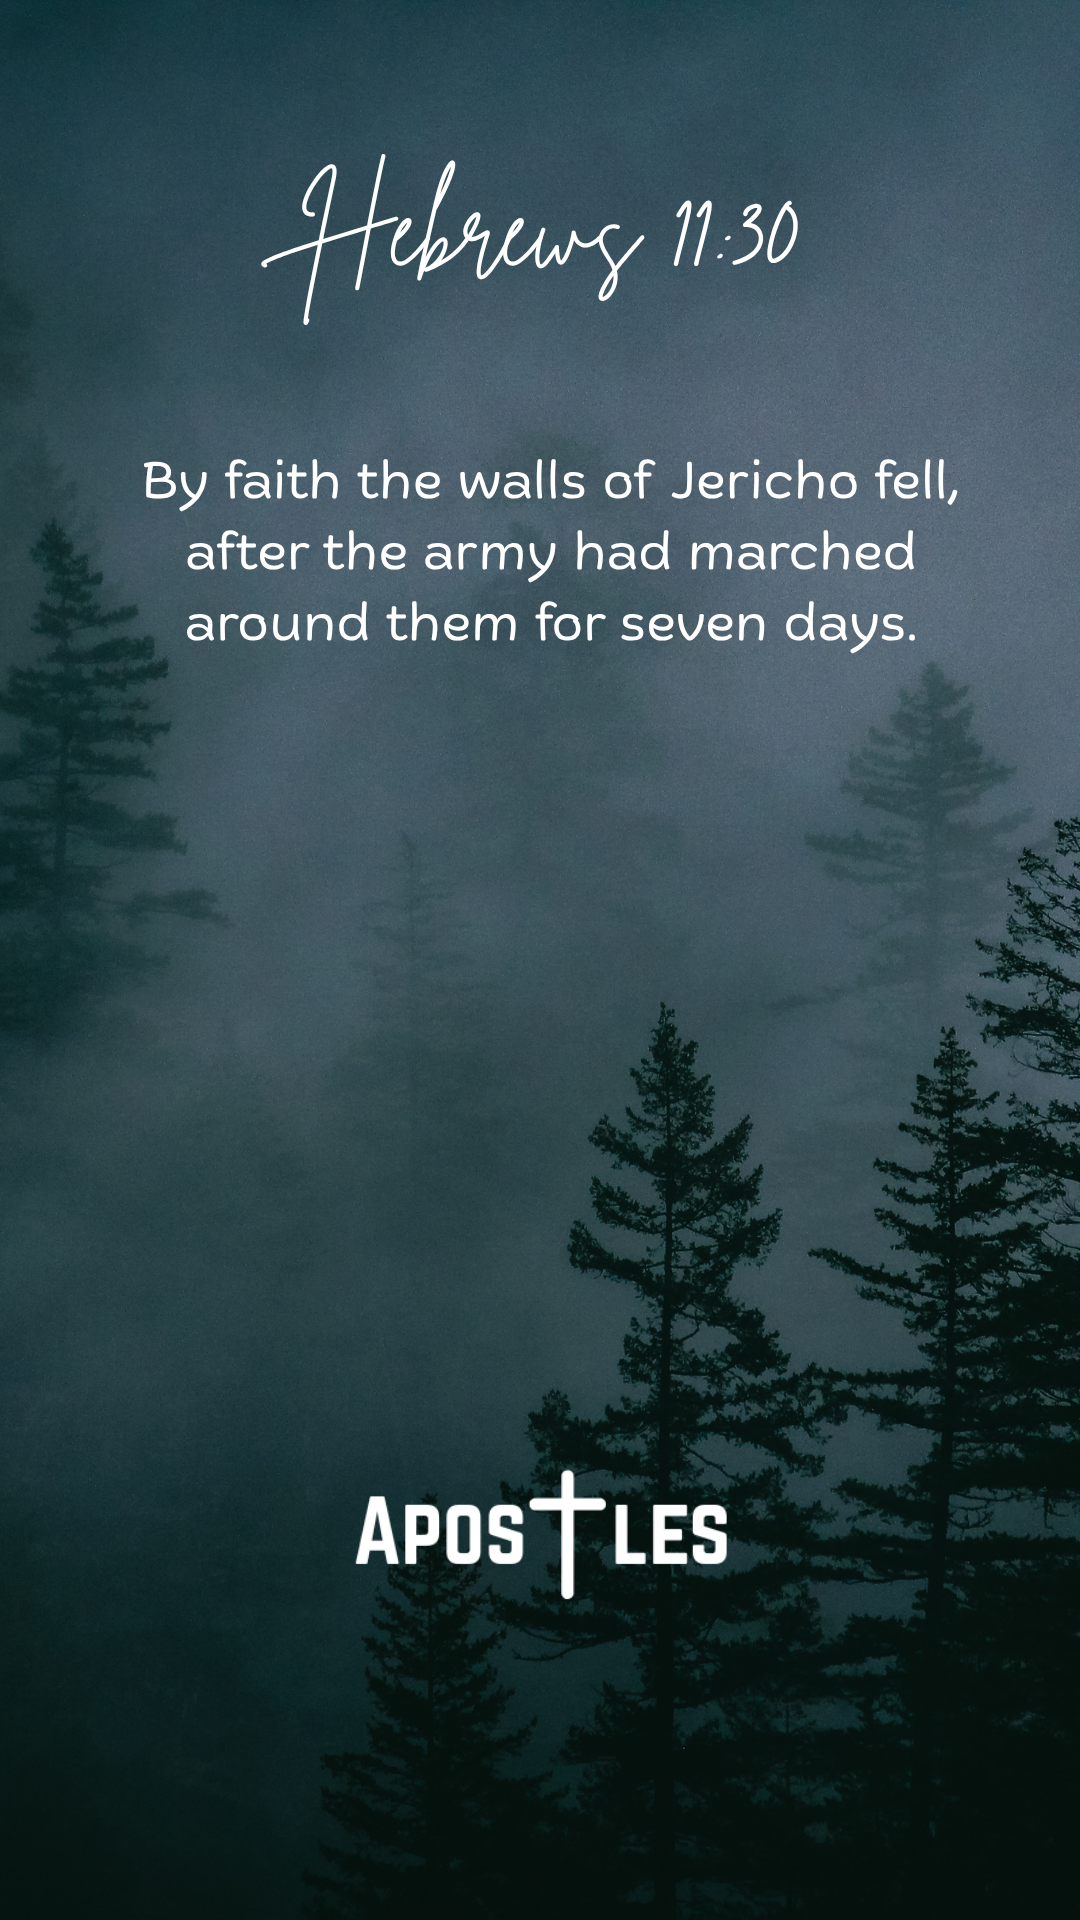 Hebrews 11:30
By faith the walls of Jericho fell,
after the army had marched
around them for seven days.
Apostles